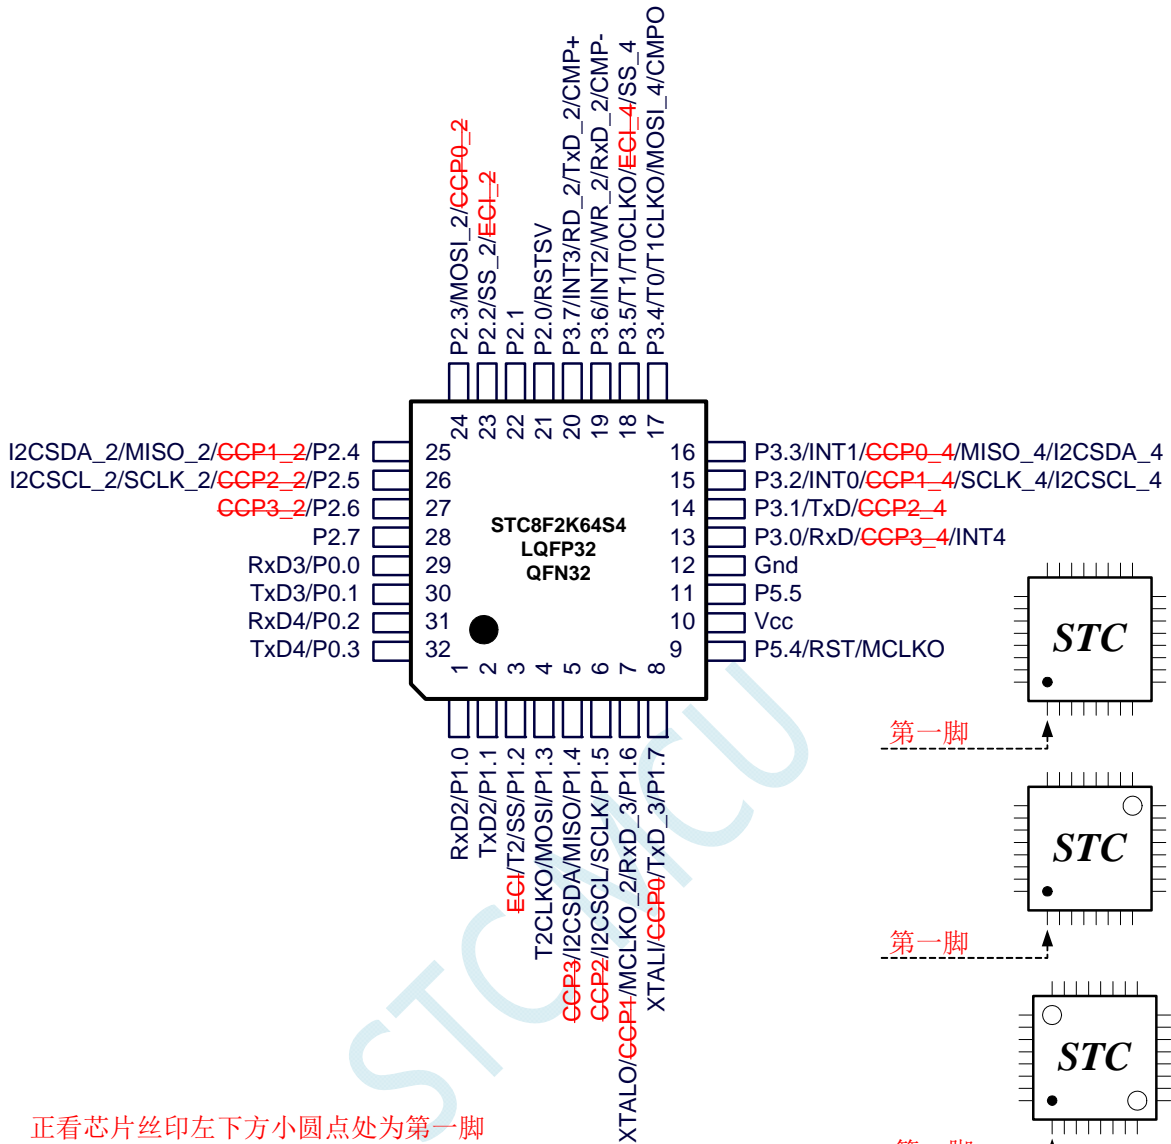 P2.3/MOSI_2/CCP0_2
P2.2/SS_2/ECI_2
P2.1
P2.0/RSTSV
P3.7/INT3/RD_2/TxD_2/CMP+
P3.6/INT2/WR_2/RxD_2/CMP-
P3.5/T1/T0CLKO/ECI_4/SS_4
P3.4/T0/T1CLKO/MOSI_4/CMPO
24 23 22 21 20 19 18 17
I2CSDA_2/MISO_2/CCP1_2/P2.4 25
I2CSCL_2/SCLK_2/CCP2_2/P2.5 26
CCP3_2/P2.6 27
P2.7 28
RxD3/P0.0 29
TxD3/P0.1 30
RxD4/P0.2 31
TxD4/P0.3 32
STC8F2K64S4
LQFP32
QFN32
16 P3.3/INT1/CCP0_4/MISO_4/I2CSDA_4
15 P3.2/INT0/CCP1_4/SCLK_4/I2CSCL_4
14 P3.1/TxD/CCP2_4
13 P3.0/RxD/CCP3_4/INT4
12 Gnd
11 P5.5
10 Vcc
9 P5.4/RST/MCLKO
1 2 3 4 5 6 7 8
RxD2/P1.0
TxD2/P1.1
ECI/T2/SS/P1.2
T2CLKO/MOSI/P1.3
CCP3/I2CSDA/MISO/P1.4
CCP2/I2CSCL/SCLK/P1.5
XTALO/CCP1/MCLKO_2/RxD_3/P1.6
XTALI/CCP0/TxD_3/P1.7
STC
第一脚
STC
第一脚
STC
第一脚
STCMCU
正看芯片丝印左下方小圆点处为第一脚